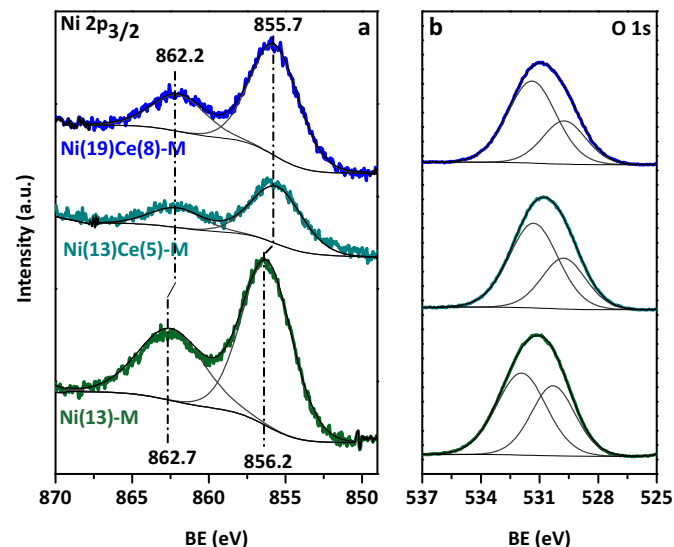 Ni 2p3/2
a
862.2
855.7
Ni(19)Ce(8)-M
Ni(13)Ce(5)-M
Ni(13)-M
862.7
856.2
Intensity (a.u.)
870
865
860
855
850
BE (eV)
b
O 1s
537
534
531
528
525
BE (eV)